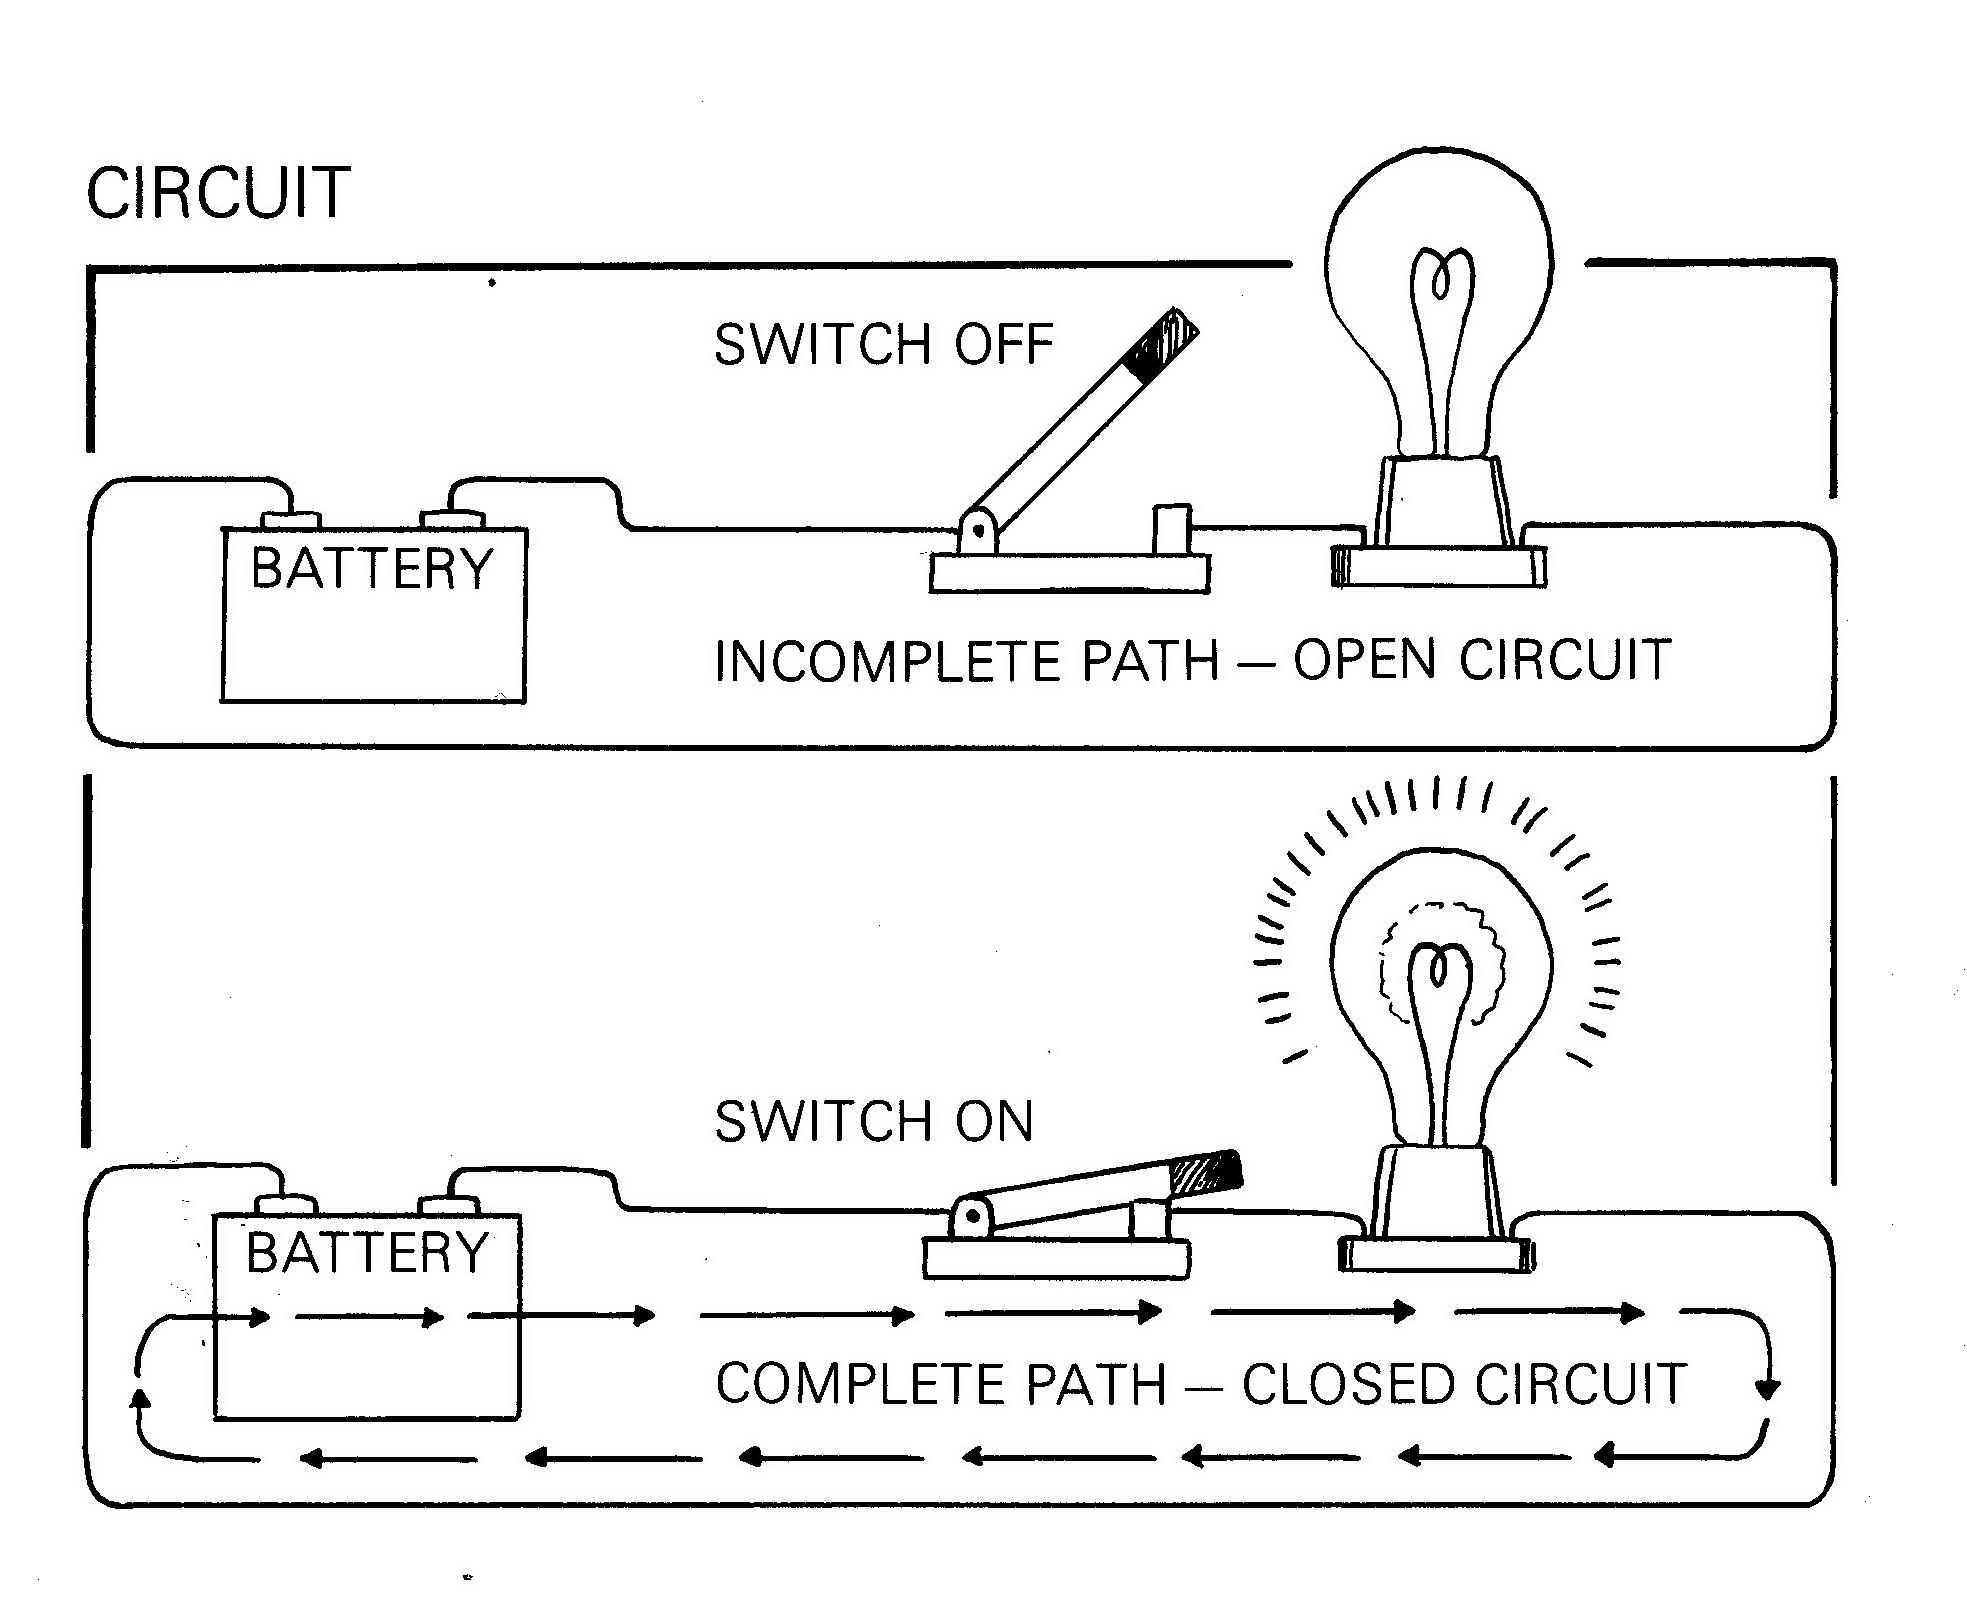 CIRCUIT
SWITCH OFF
BATTERY
INCOMPLETE PATH — OPEN CIRCUIT
SWITCH ON
BATTERY
COMPLETE PATH — CLOSED CIRCUIT